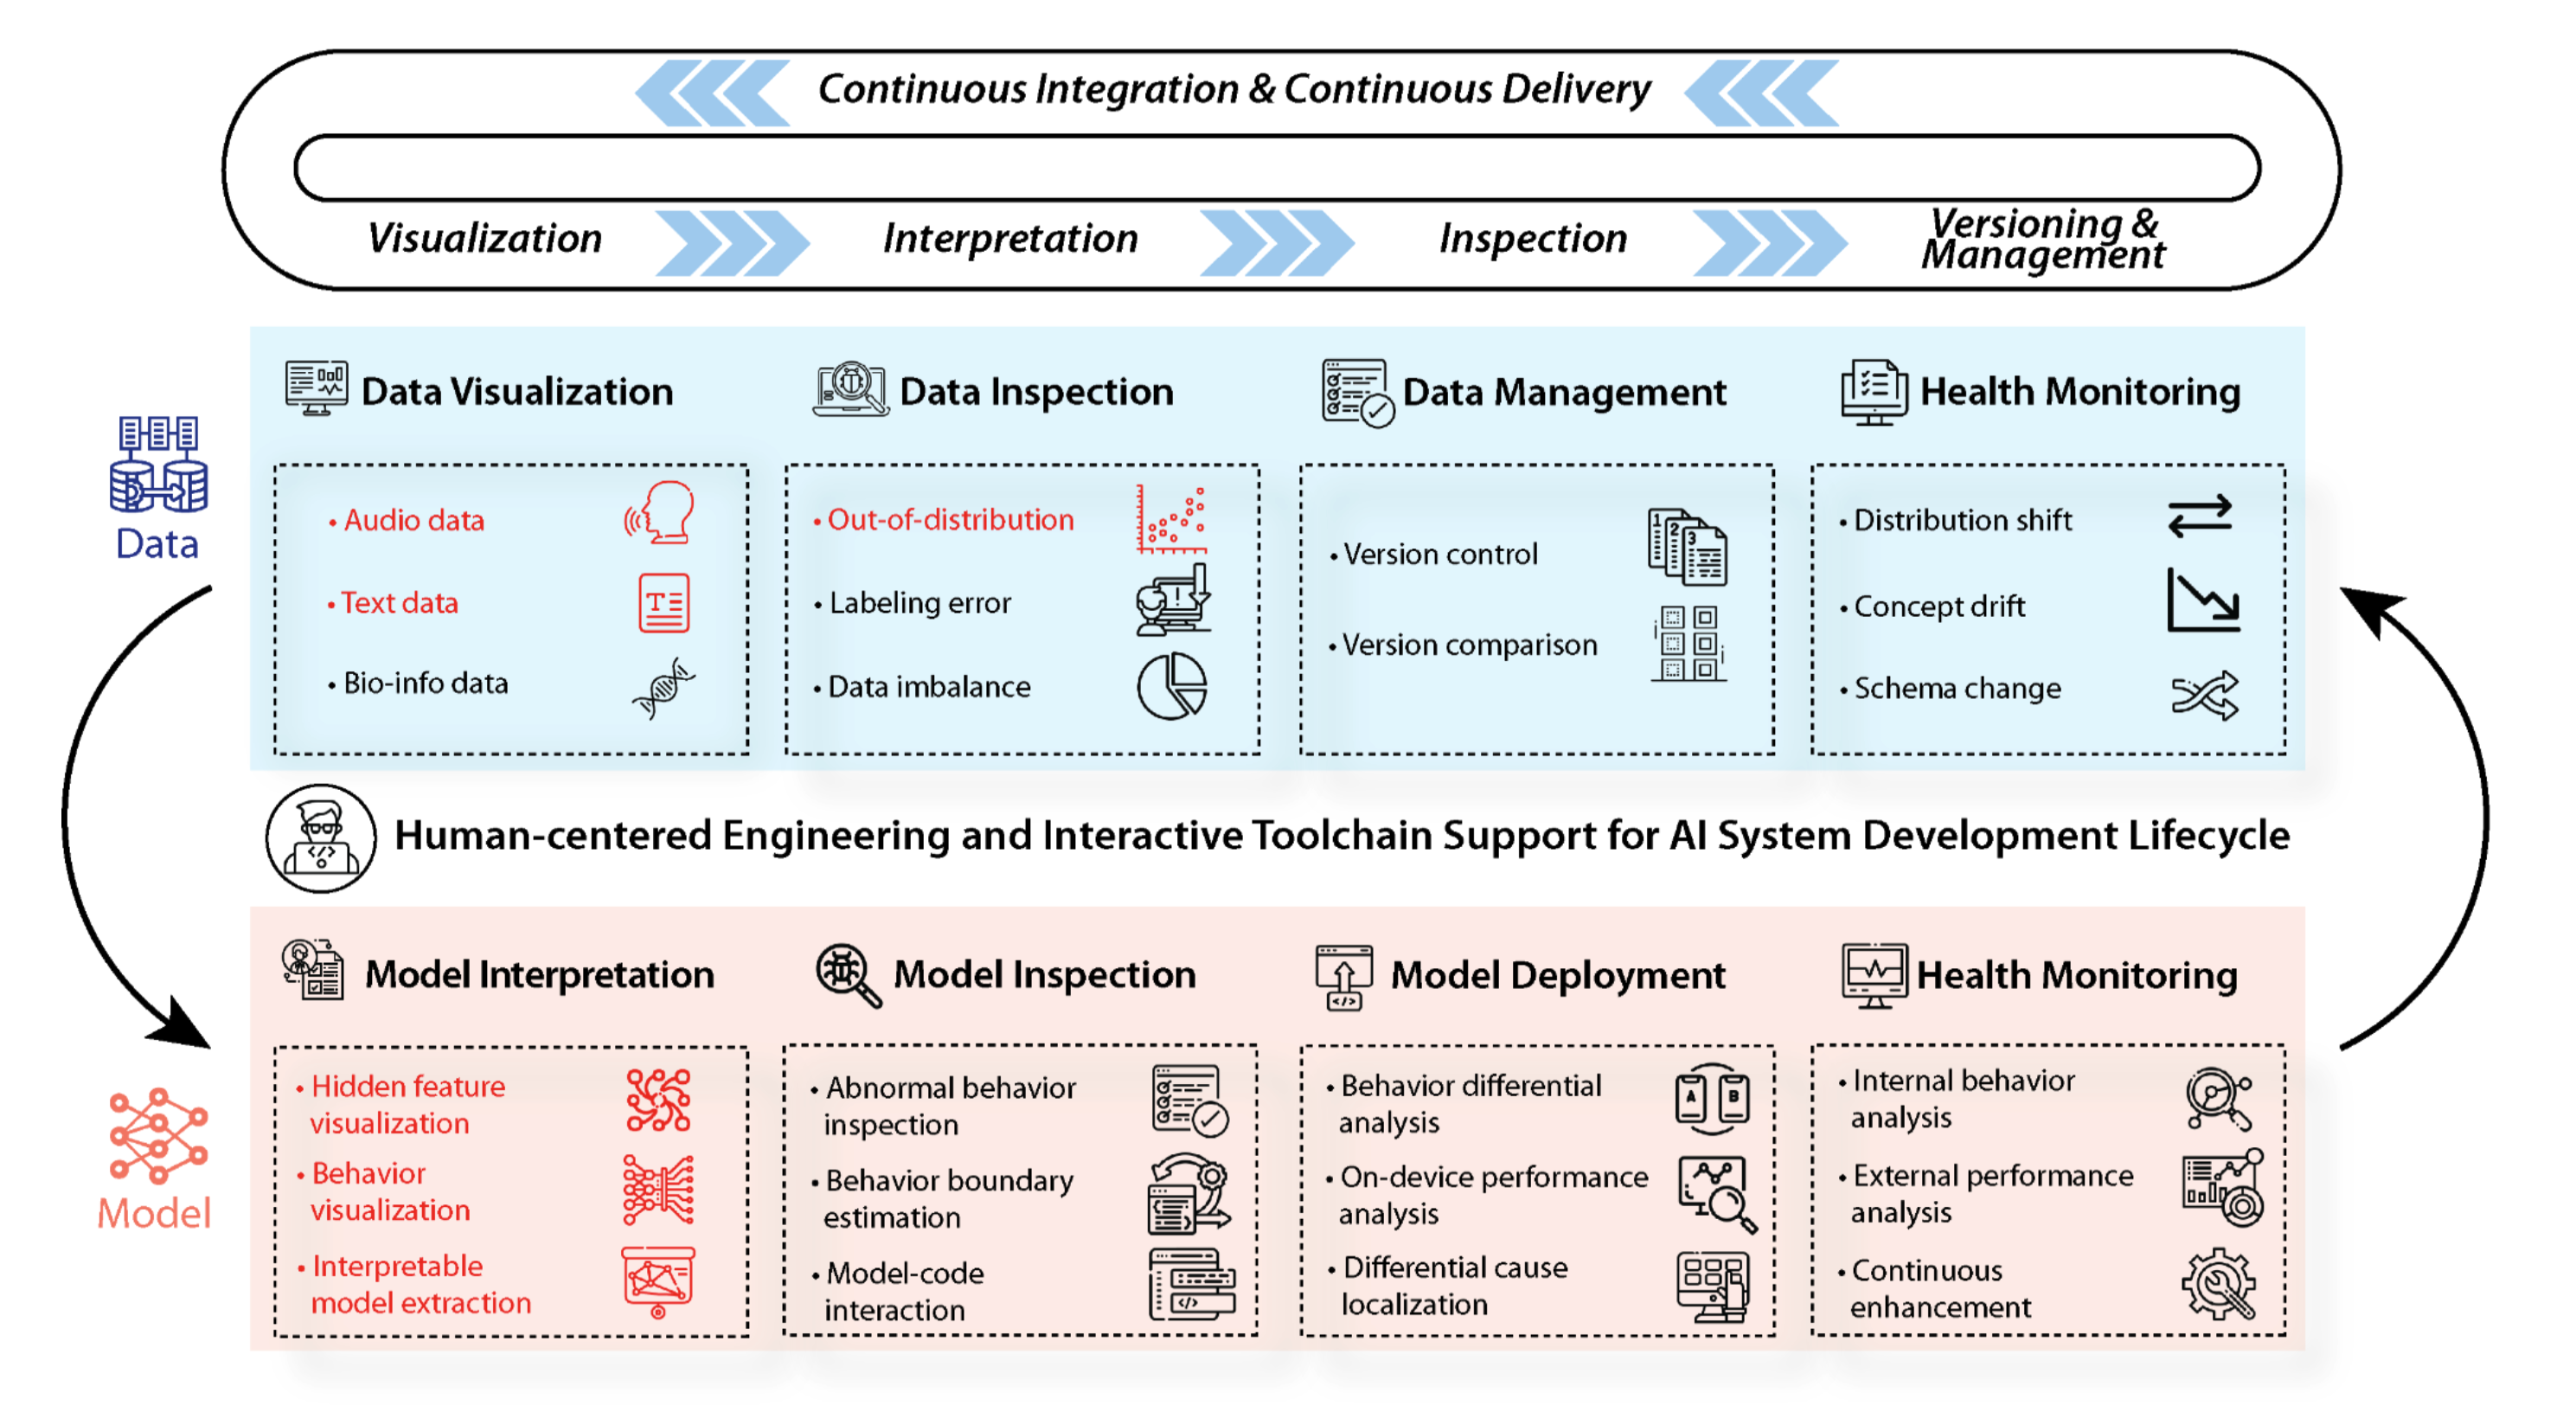 Continuous Integration & Continuous Delivery
Visualization
Interpretation
Inspection
Versioning &
Management
Data
Data Visualization
• Audio data
• Text data
• Bio-info data
Data Inspection
• Out-of-distribution
• Labeling error
• Data imbalance
Data Management
• Version control
1 2 3
• Version comparison
Health Monitoring
• Distribution shift
• Concept drift
• Schema change
Human-centered Engineering and Interactive Toolchain Support for AI System Development Lifecycle
Model
Model Interpretation
• Hidden feature
visualization
• Behavior
visualization
• Interpretable
model extraction
Model Inspection
• Abnormal behavior
inspection
• Behavior boundary
estimation
• Model-code
interaction
Model Deployment
• Behavior differential
analysis
A B
• On-device performance
analysis
• Differential cause
localization
Health Monitoring
• Internal behavior
analysis
• External performance
analysis
• Continuous
enhancement